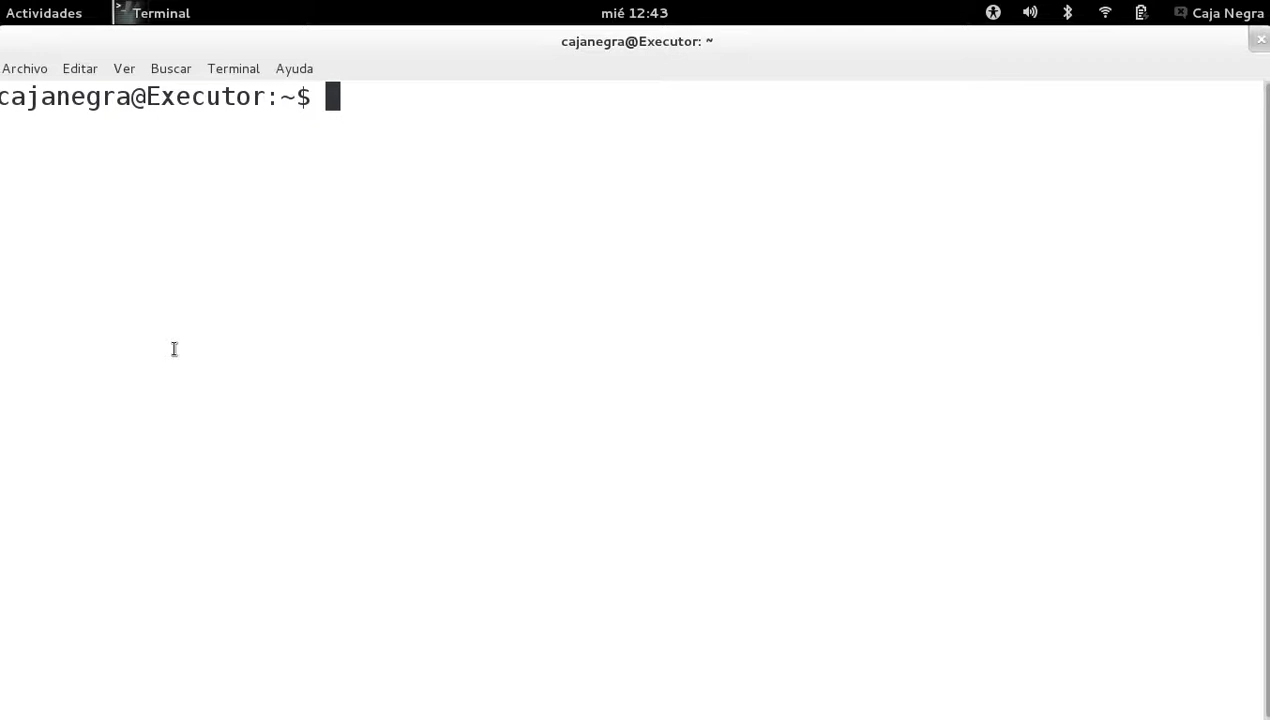 Actividades Terminal mié 12:43 Caja Negra
cajanegra@Executor: ~
Archivo Editar Ver Buscar Terminal Ayuda
cajanegra@Executor:~$